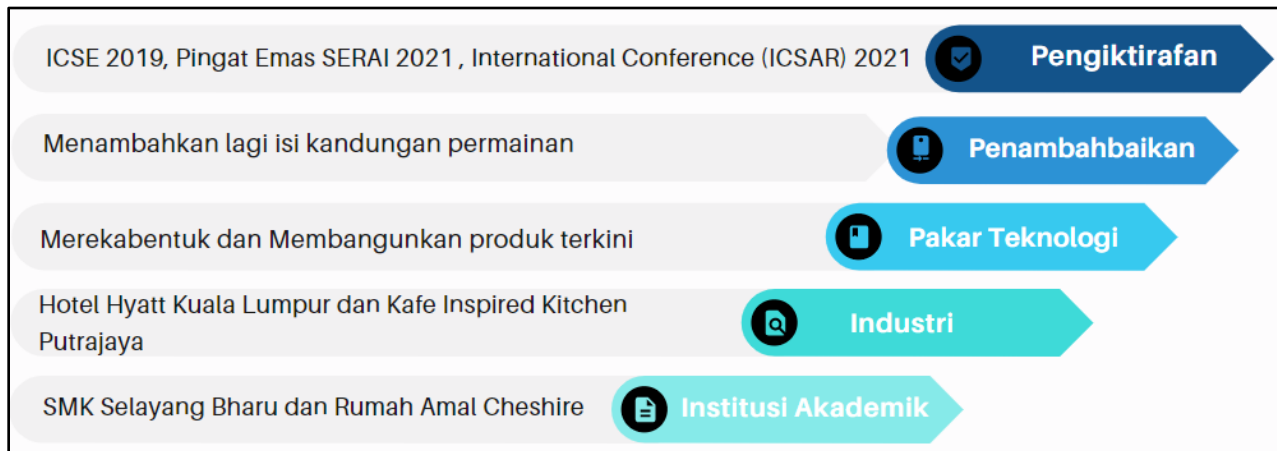 ICSE 2019, Pingat Emas SERAI 2021 , International Conference (ICSAR) 2021
Pengiktirafan
Menambahkan lagi isi kandungan permainan
Penambahbaikan
Merekabentuk dan Membangunkan produk terkini
Pakar Teknologi
Hotel Hyatt Kuala Lumpur dan Kafe Inspired Kitchen
Putrajaya
Industri
SMK Selayang Bharu dan Rumah Amal Cheshire
Institusi Akademik